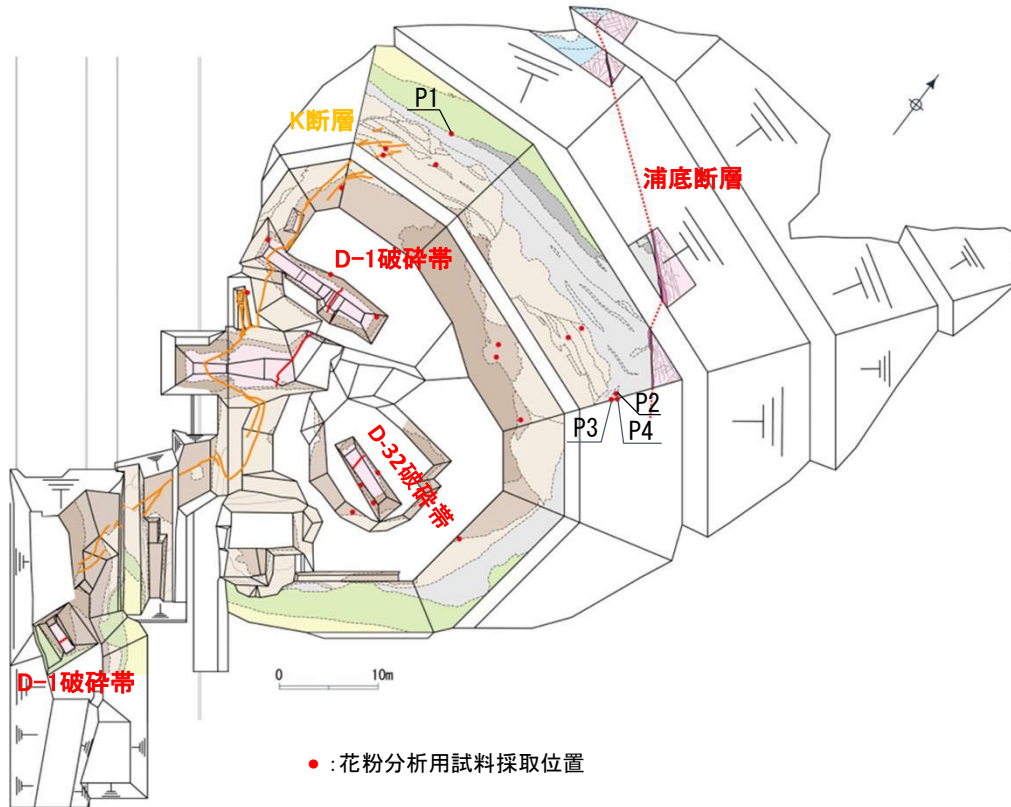 P1
K断層
浦底断層
D-1破砕帯
P2
P3
P4
D-32破砕帯
D-1破砕帯
0 10m
● :花粉分析用試料採取位置